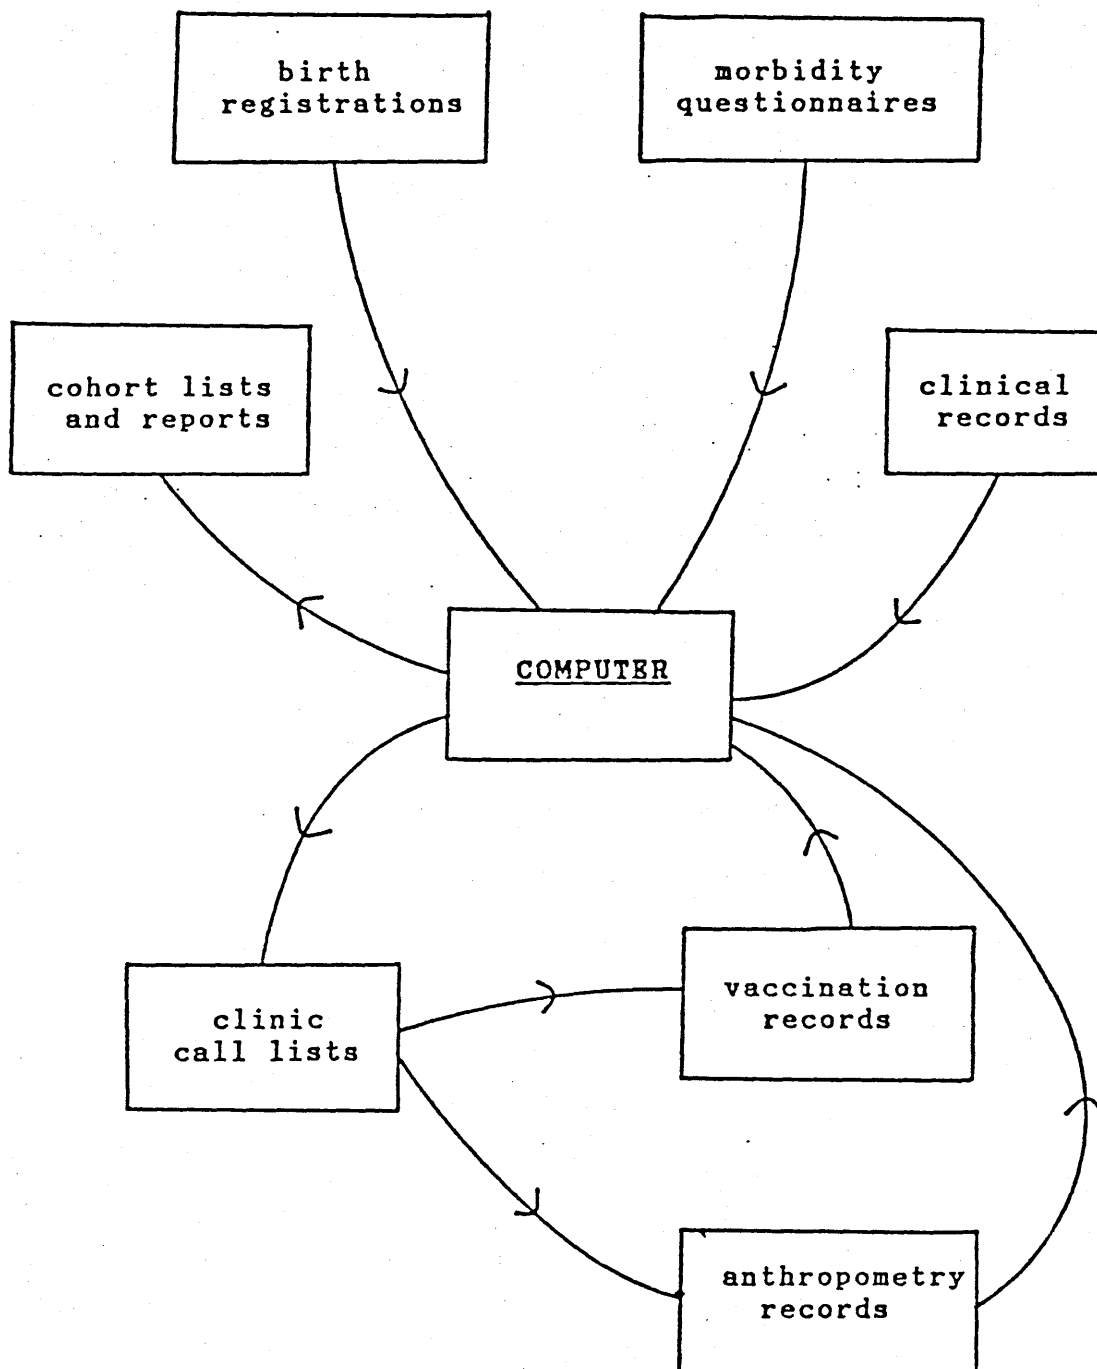 birth
registrations
morbidity
questionnaires
cohort lists
and reports
clinical
records
COMPUTER
clinic
call lists
vaccination
records
anthropometry
records